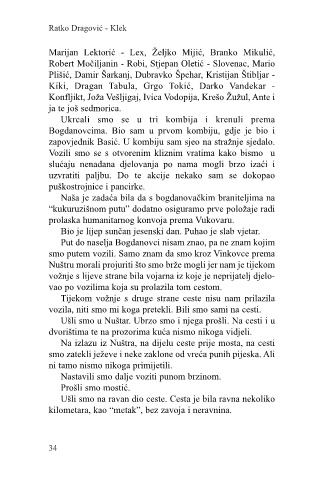 Ratko Dragović - Klek
Marijan Lektorić - Lex, Željko Mijić, Branko Mikulić,
Robert Močiljanin - Robi, Stjepan Oletić - Slovenac, Mario
Plišić, Damir Šarkanj, Dubravko Špehar, Kristijan Štibljar -
Kiki, Dragan Tabula, Grgo Tokić, Darko Vandekar -
Konfljikt, Joža Vešljigaj, Ivica Vodopija, Krešo Žužul, Ante i
ja te još sedmorica.
Ukrcali smo se u tri kombija i krenuli prema
Bogdanovcima. Bio sam u prvom kombiju, gdje je bio i
zapovjednik Basić. U kombiju sam sjeo na stražnje sjedalo.
Vozili smo se s otvorenim kliznim vratima kako bismo u
slučaju nenadana djelovanja po nama mogli brzo izaći i
uzvratiti paljbu. Do te akcije nekako sam se dokopao
puškostrojnice i pancirke.
Naša je zadaća bila da s bogdanovačkim braniteljima na
“kukuruzišnom putu” dodatno osiguramo prve položaje radi
prolaska humanitarnog konvoja prema Vukovaru.
Bio je lijep sunčan jesenski dan. Puhao je slab vjetar.
Put do naselja Bogdanovci nisam znao, pa ne znam kojim
smo putem vozili. Samo znam da smo kroz Vinkovce prema
Nuštru morali projuriti što smo brže mogli jer nam je tijekom
vožnje s lijeve strane bila vojarna iz koje je neprijatelj djelo-
vao po vozilima koja su prolazila tom cestom.
Tijekom vožnje s druge strane ceste nisu nam prilazila
vozila, niti smo mi koga pretekli. Bili smo sami na cesti.
Ušli smo u Nuštar. Ubrzo smo i njega prošli. Na cesti i u
dvorištima te na prozorima kuća nismo nikoga vidjeli.
Na izlazu iz Nuštra, na dijelu ceste prije mosta, na cesti
smo zatekli ježeve i neke zaklone od vreća punih pijeska. Ali
ni tamo nismo nikoga primijetili.
Nastavili smo dalje voziti punom brzinom.
Prošli smo mostić.
Ušli smo na ravan dio ceste. Cesta je bila ravna nekoliko
kilometara, kao “metak”, bez zavoja i neravnina.
34